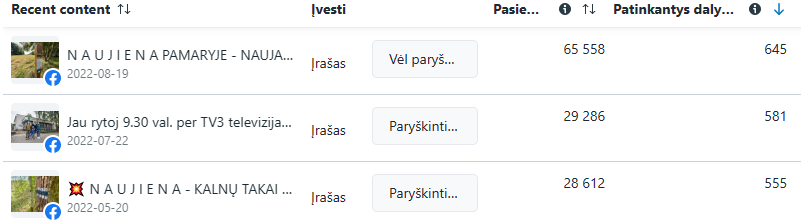 Recent content Įvesti Pasie... Patinkantys daly...
N A U J I E N A PAMARYJE - NAUJA... Įrašas Vėl paryš... 65 558 645
2022-08-19
Jau rytoj 9.30 val. per TV3 televizija... Įrašas Paryškinti... 29 286 581
2022-07-22
💥 N A U J I E N A - KALNŲ TAKAI ... Įrašas Paryškinti... 28 612 555
2022-05-20